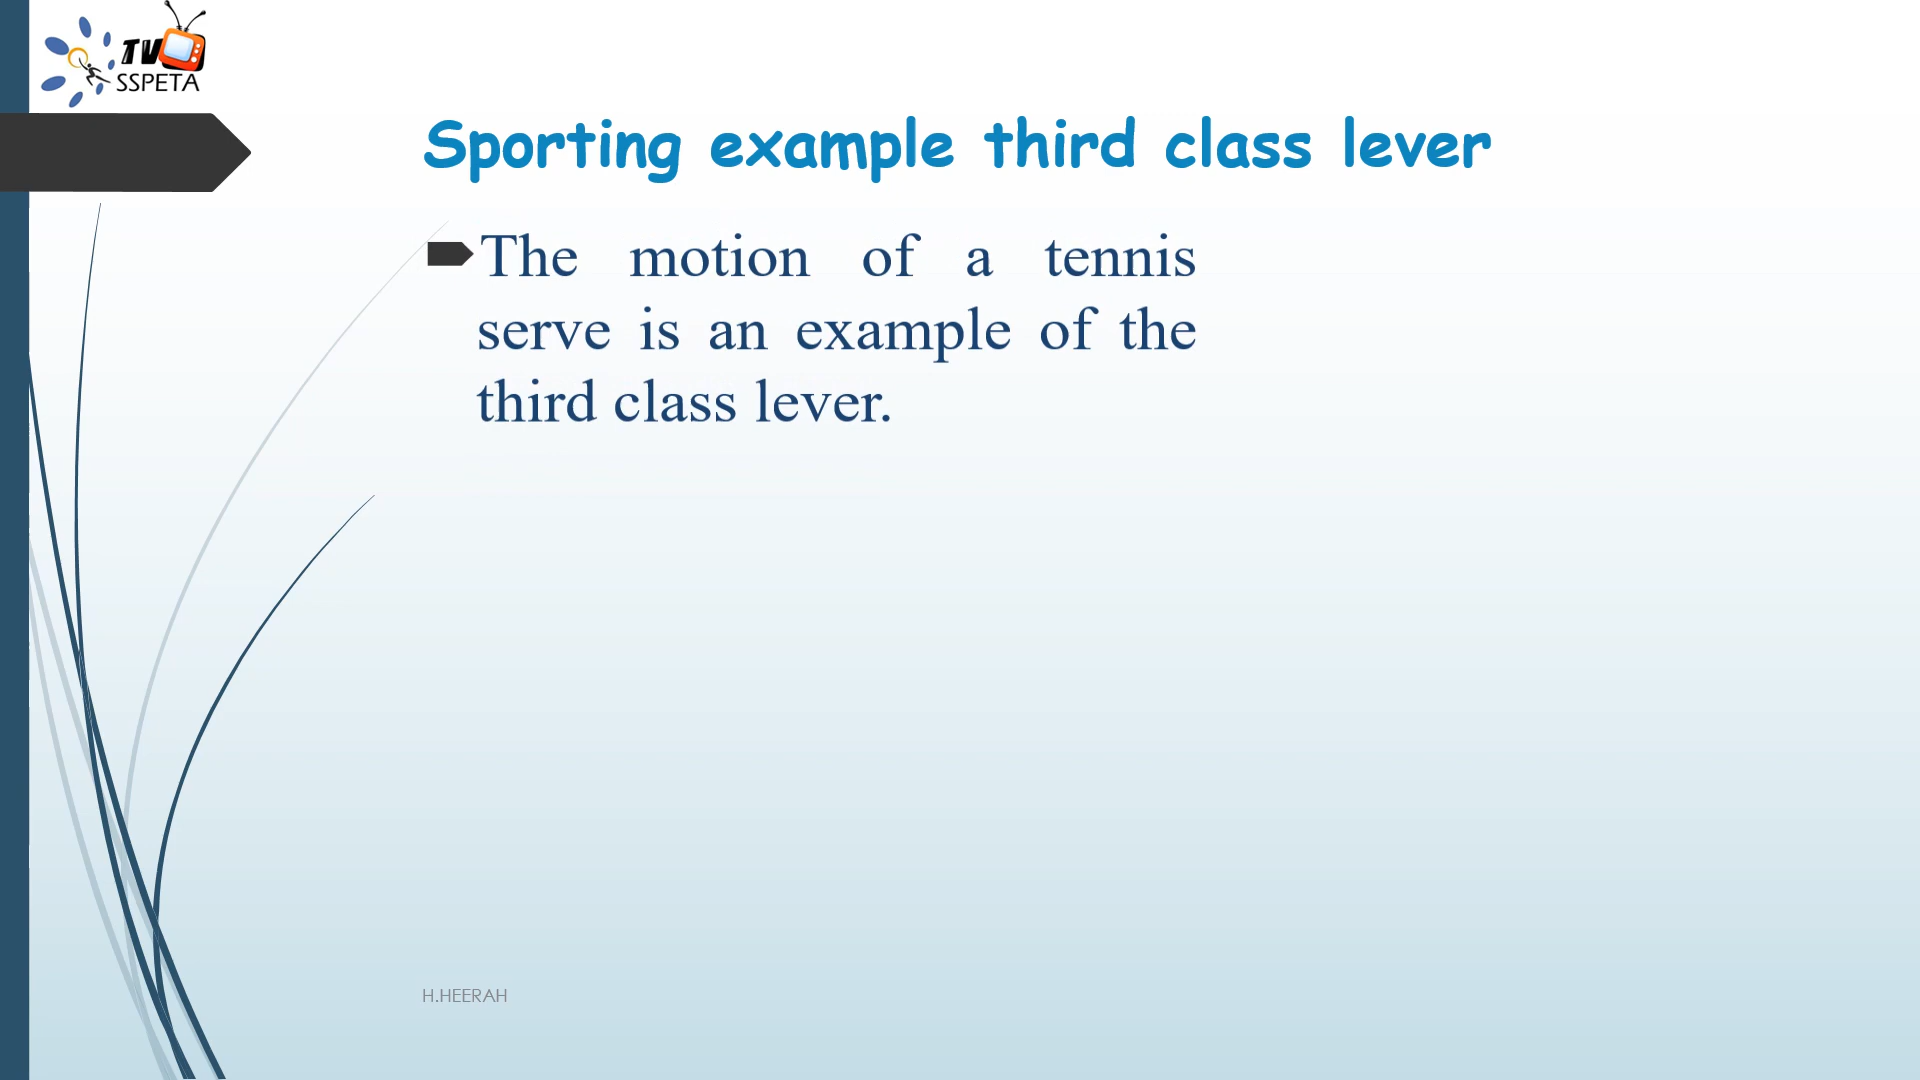 TV
SSPETA
Sporting example third class lever
The motion of a tennis
serve is an example of the
third class lever.
H.HEERAH